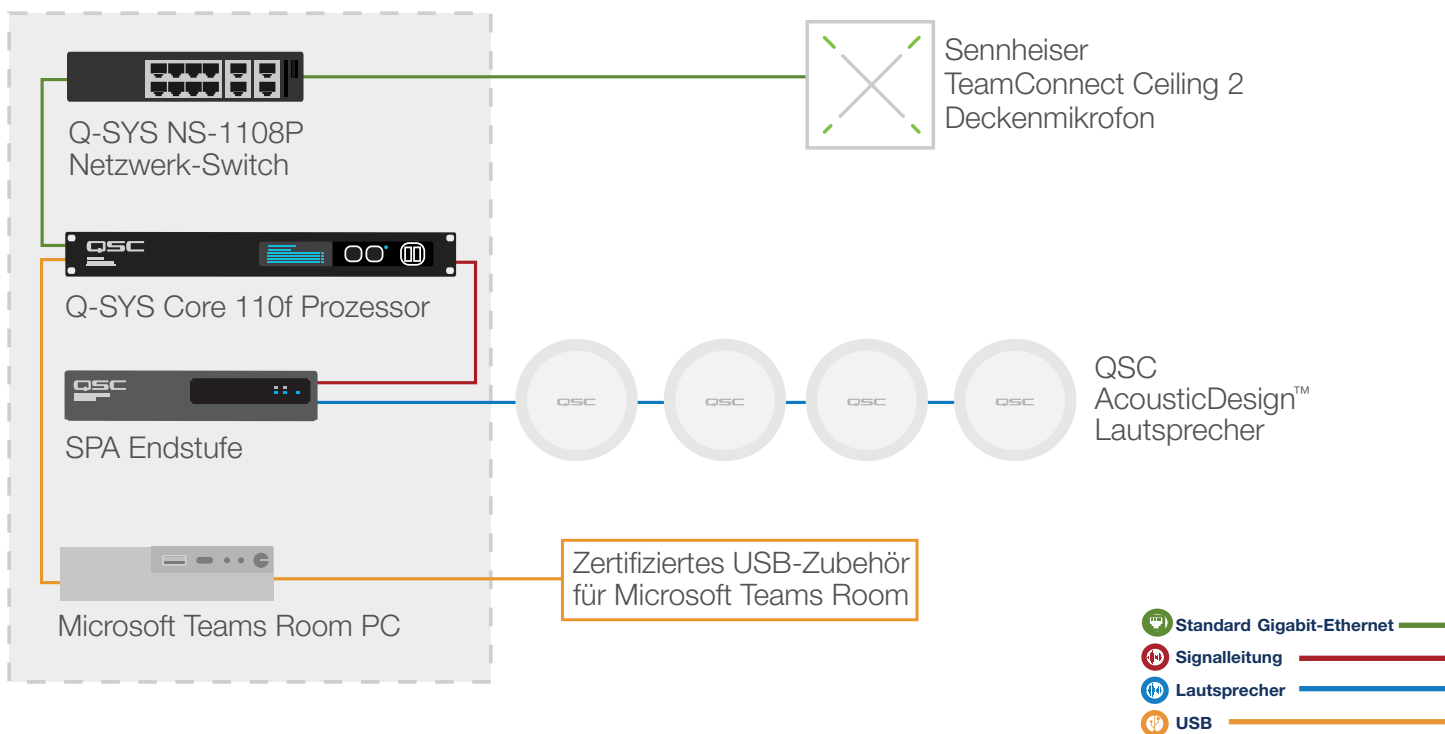 Q-SYS NS-1108P
Netzwerk-Switch
Sennheiser
TeamConnect Ceiling 2
Deckenmikrofon
QSC
Q-SYS Core 110f Prozessor
QSC
SPA Endstufe
QSC
QSC
QSC
QSC
QSC
AcousticDesign™
Lautsprecher
Microsoft Teams Room PC
Zertifiziertes USB-Zubehör
für Microsoft Teams Room
Standard Gigabit-Ethernet
Signalleitung
Lautsprecher
USB